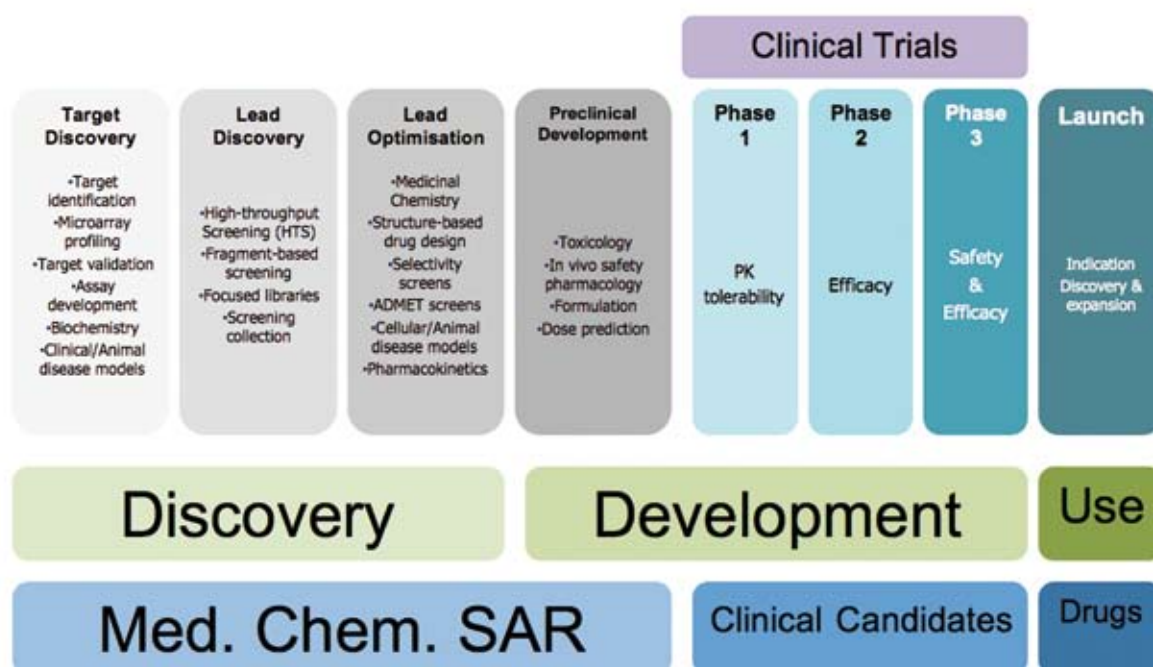 Clinical Trials
Target
Discovery
•Target
identification
•Microarray
profiling
•Target validation
•Assay
development
•Biochemistry
•Clinical/Animal
disease models
Lead
Discovery
•High-throughput
Screening (HTS)
•Fragment-based
screening
•Focused libraries
•Screening
collection
Lead
Optimisation
•Medicinal
Chemistry
•Structure-based
drug design
•Selectivity
screens
•ADMET screens
•Cellular/Animal
disease models
•Pharmacokinetics
Preclinical
Development
•Toxicology
•In vivo safety
pharmacology
•Formulation
•Dose prediction
Phase
1
PK
tolerability
Phase
2
Efficacy
Phase
3
Safety
&
Efficacy
Launch
Indication
Discovery &
expansion
Discovery
Development
Use
Med. Chem. SAR
Clinical Candidates
Drugs